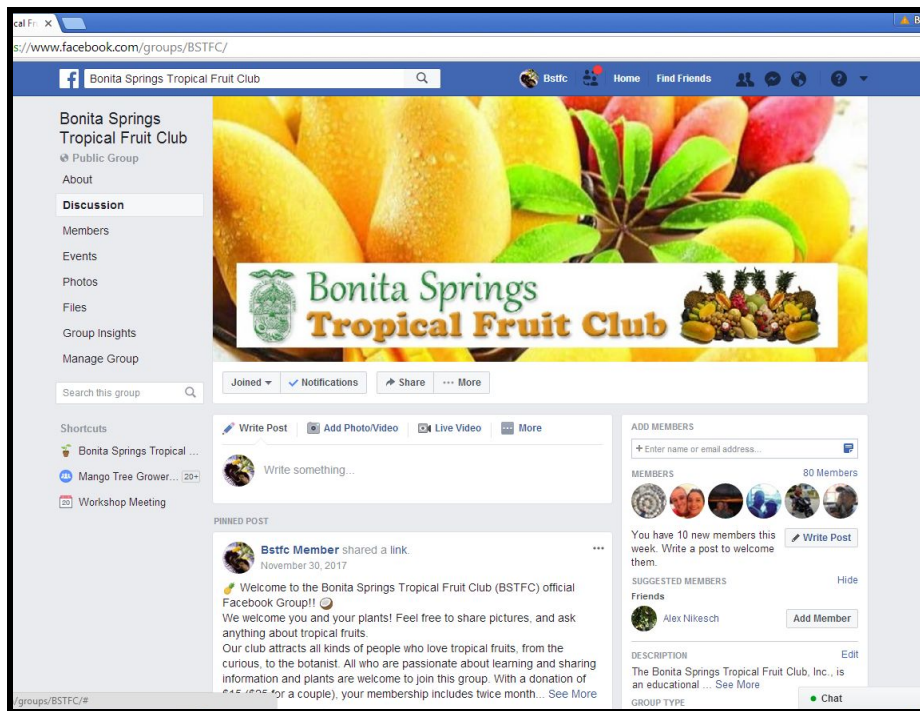 cal Fr
B
s://www.facebook.com/groups/BSTFC/
f Bonita Springs Tropical Fruit Club
Bstfc Home Find Friends
Bonita Springs
Tropical Fruit Club
Public Group
About
Discussion
Members
Events
Photos
Files
Group Insights
Manage Group
Search this group
Shortcuts
Bonita Springs Tropical ...
Mango Tree Grower... 20+
20 Workshop Meeting
Bonita Springs
Tropical Fruit Club
Joined Notifications Share ... More
Write Post Add Photo/Video Live Video More
Write something...
PINNED POST
Bstfc Member shared a link.
November 30, 2017
Welcome to the Bonita Springs Tropical Fruit Club (BSTFC) official
Facebook Group!!
We welcome you and your plants! Feel free to share pictures, and ask
anything about tropical fruits.
Our club attracts all kinds of people who love tropical fruits, from the
curious, to the botanist. All who are passionate about learning and sharing
information and plants are welcome to join this group. With a donation of
$15 ($25 for a couple), your membership includes twice month... See More
ADD MEMBERS
+ Enter name or email address...
MEMBERS 80 Members
You have 10 new members this
week. Write a post to welcome
them.
Write Post
SUGGESTED MEMBERS Hide
Friends
Alex Nikesch Add Member
DESCRIPTION Edit
The Bonita Springs Tropical Fruit Club, Inc., is
an educational ... See More
GROUP TYPE
Chat
/groups/BSTFC/#